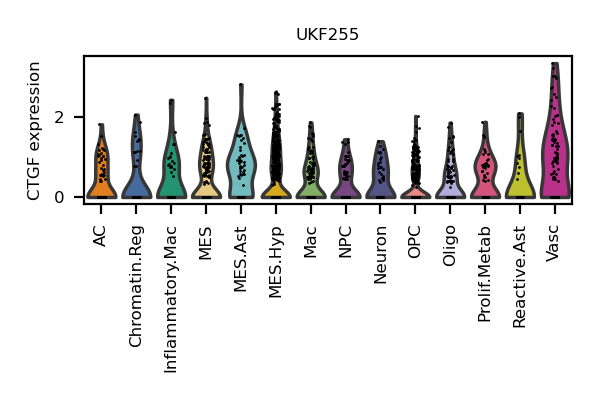 UKF255
CTGF expression
2
0
AC
Chromatin.Reg
Inflammatory.Mac
MES
MES.Ast
MES.Hyp
Mac
NPC
Neuron
OPC
Oligo
Prolif.Metab
Reactive.Ast
Vasc